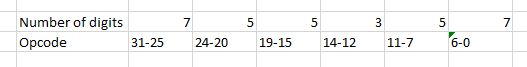 Number of digits 7 5 5 3 5 7
Opcode 31-25 24-20 19-15 14-12 11-7 6-0